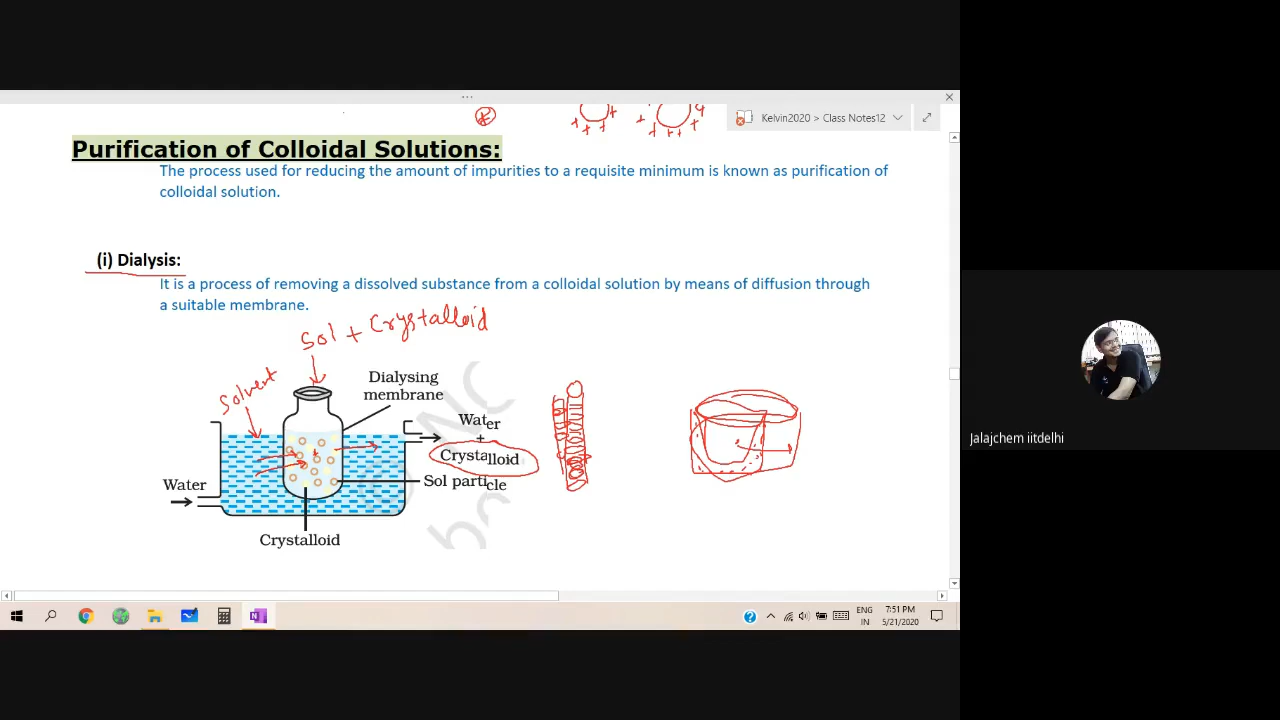 Kelvin2020 > Class Notes12
Purification of Colloidal Solutions:
The process used for reducing the amount of impurities to a requisite minimum is known as purification of
colloidal solution.
(i) Dialysis:
It is a process of removing a dissolved substance from a colloidal solution by means of diffusion through
a suitable membrane.
Sol + Crystalloid
Solvent
Dialysing
membrane
Water
+
Crystalloid
Sol particle
Water
Crystalloid
Jalajchem iitdelhi
ENG
IN
7:51 PM
5/21/2020